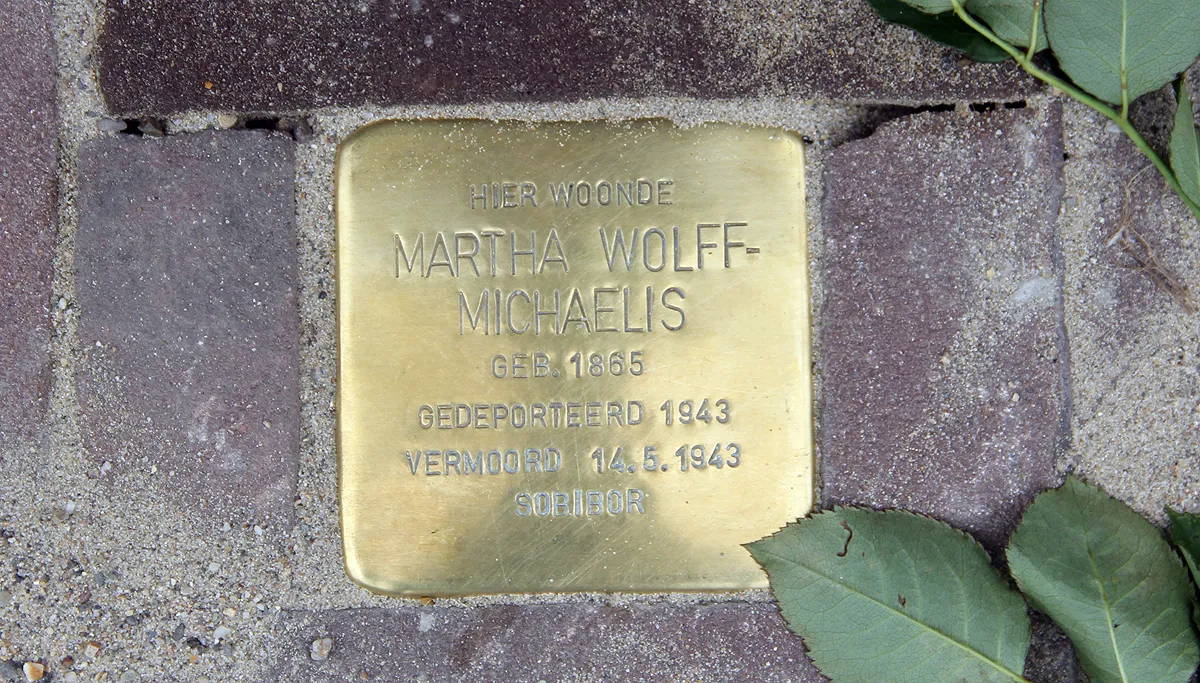 HIER WOONDE
MARTHA WOLFF-
MICHAELIS
GEB. 1865
GEDEPORTEERD 1943
VERMOORD 14.5.1943
SOBIBOR